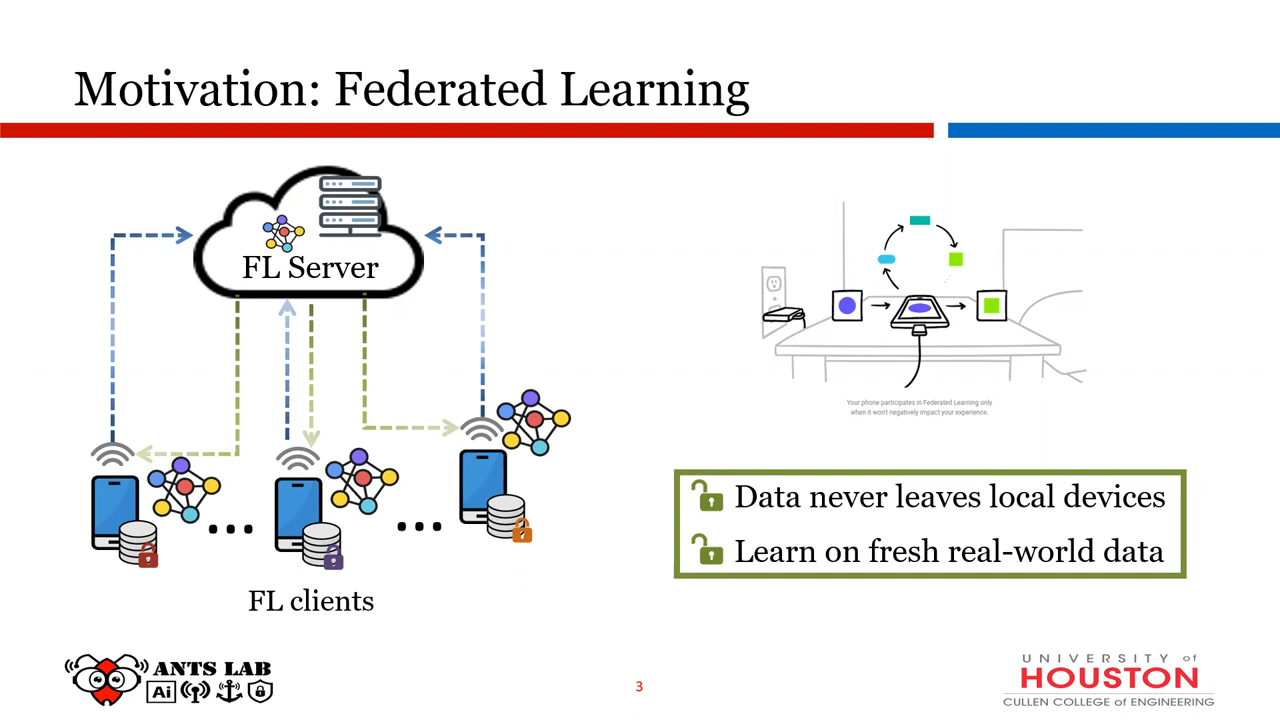 Motivation: Federated Learning
FL Server
FL clients
Your phone participates in Federated Learning only
when it won't negatively impact your experience.
Data never leaves local devices
Learn on fresh real-world data
ANTS LAB
Ai
3
UNIVERSITY of
HOUSTON
CULLEN COLLEGE of ENGINEERING